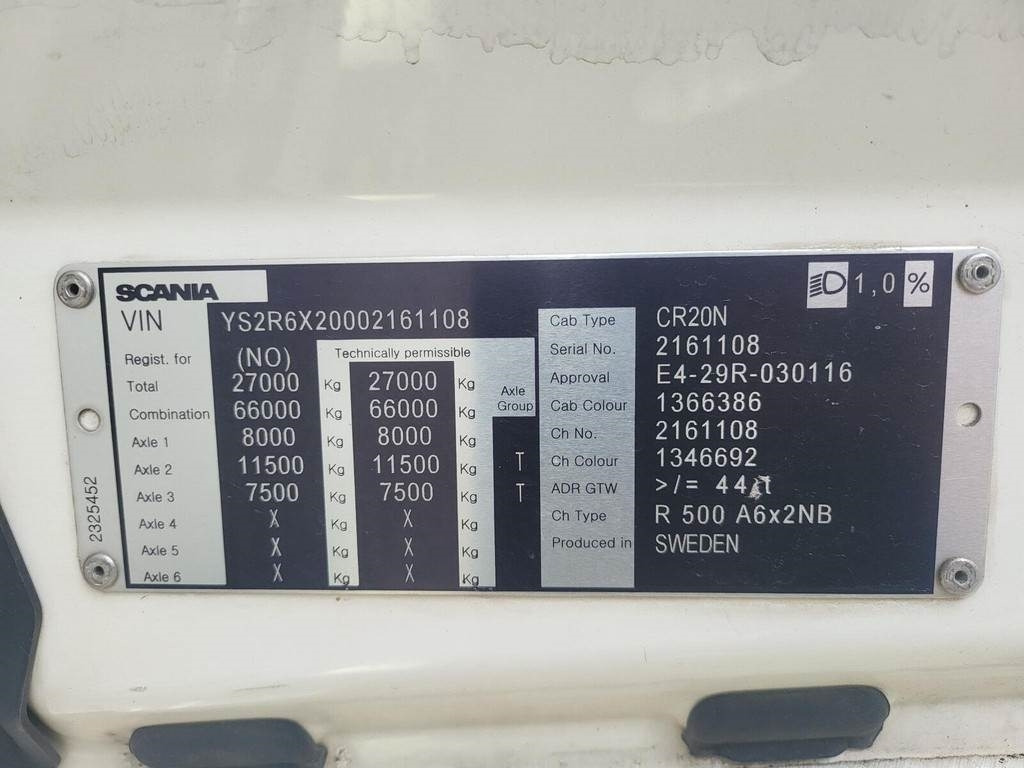 SCANIA
1,0 %
VIN YS2R6X20002161108
Regist. for (NO) Technically permissible
Total 27000 Kg 27000 Kg Axle Group
Combination 66000 Kg 66000 Kg
Axle 1 8000 Kg 8000 Kg
Axle 2 11500 Kg 11500 Kg T
Axle 3 7500 Kg 7500 Kg T
Axle 4 X Kg X Kg
Axle 5 X Kg X Kg
Axle 6 X Kg X Kg
2325452
Cab Type CR20N
Serial No. 2161108
Approval E4-29R-030116
Cab Colour 1366386
Ch No. 2161108
Ch Colour 1346692
ADR GTW >/= 44 t
Ch Type R 500 A6x2NB
Produced in SWEDEN